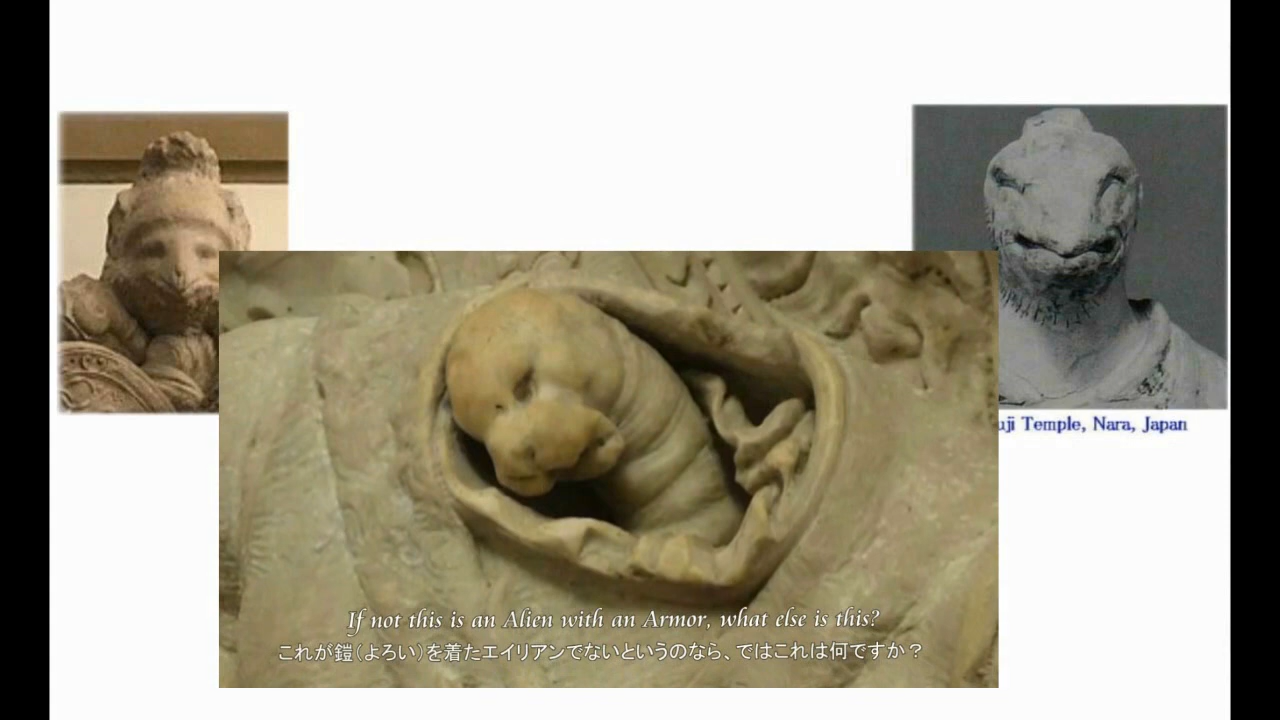 uji Temple, Nara, Japan
If not this is an Alien with an Armor, what else is this?
これが鎧（よろい）を着たエイリアンでないというのなら、ではこれは何ですか？